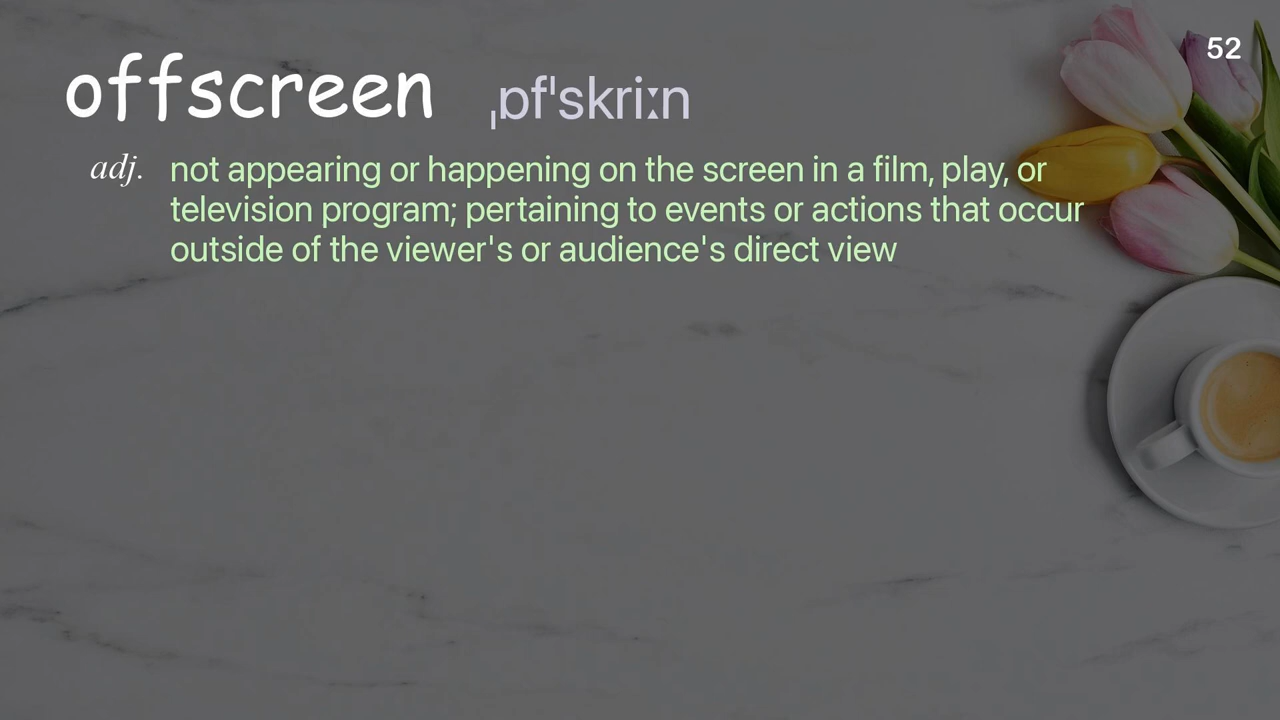 52
offscreen ˌɒfˈskriːn
adj. not appearing or happening on the screen in a film, play, or
television program; pertaining to events or actions that occur
outside of the viewer's or audience's direct view